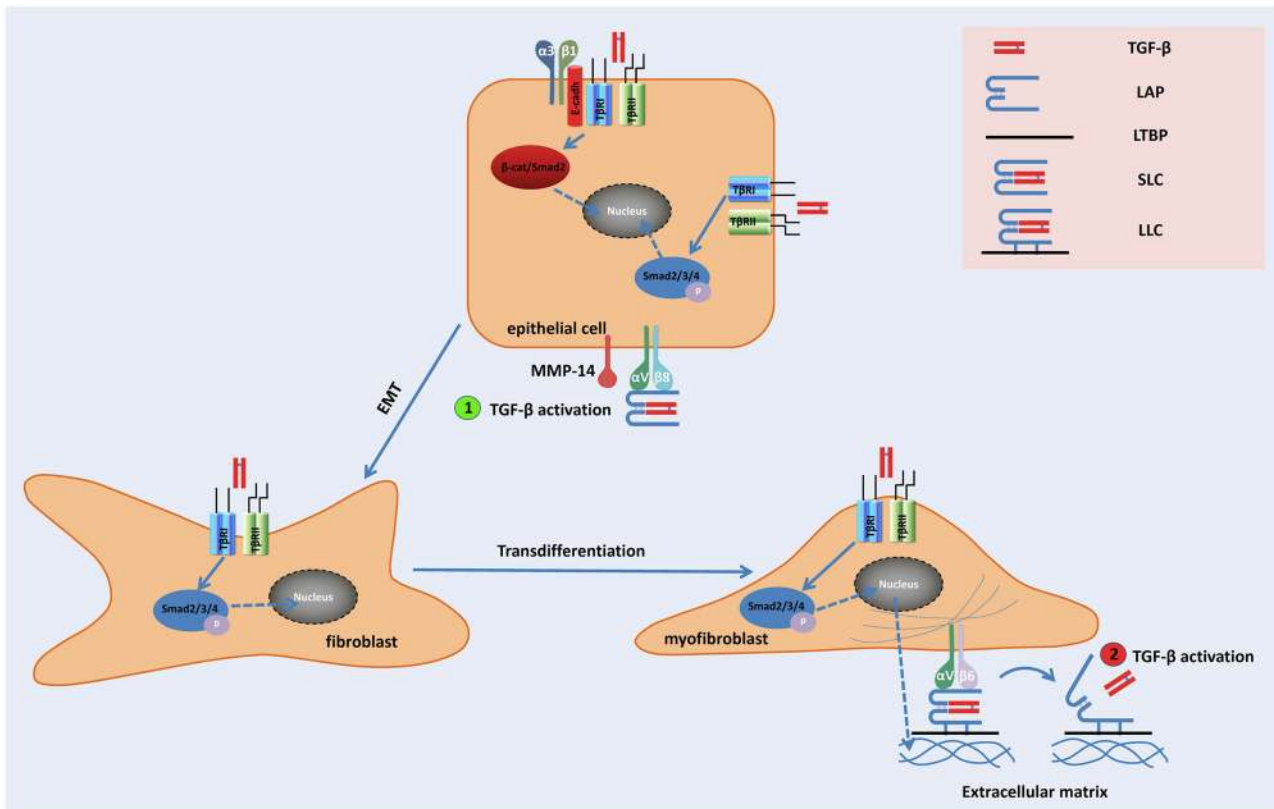 α3
β1
E-cadh
TβRI
TβRII
β-cat/Smad2
Nucleus
TβRI
TβRII
Smad2/3/4
p
epithelial cell
MMP-14
αV
β8
1
TGF-β activation
TGF-β
LAP
LTBP
SLC
LLC
EMT
TβRI
TβRII
Smad2/3/4
p
Nucleus
fibroblast
Transdifferentiation
TβRI
TβRII
Nucleus
Smad2/3/4
p
myofibroblast
αV
β6
2
TGF-β activation
Extracellular matrix